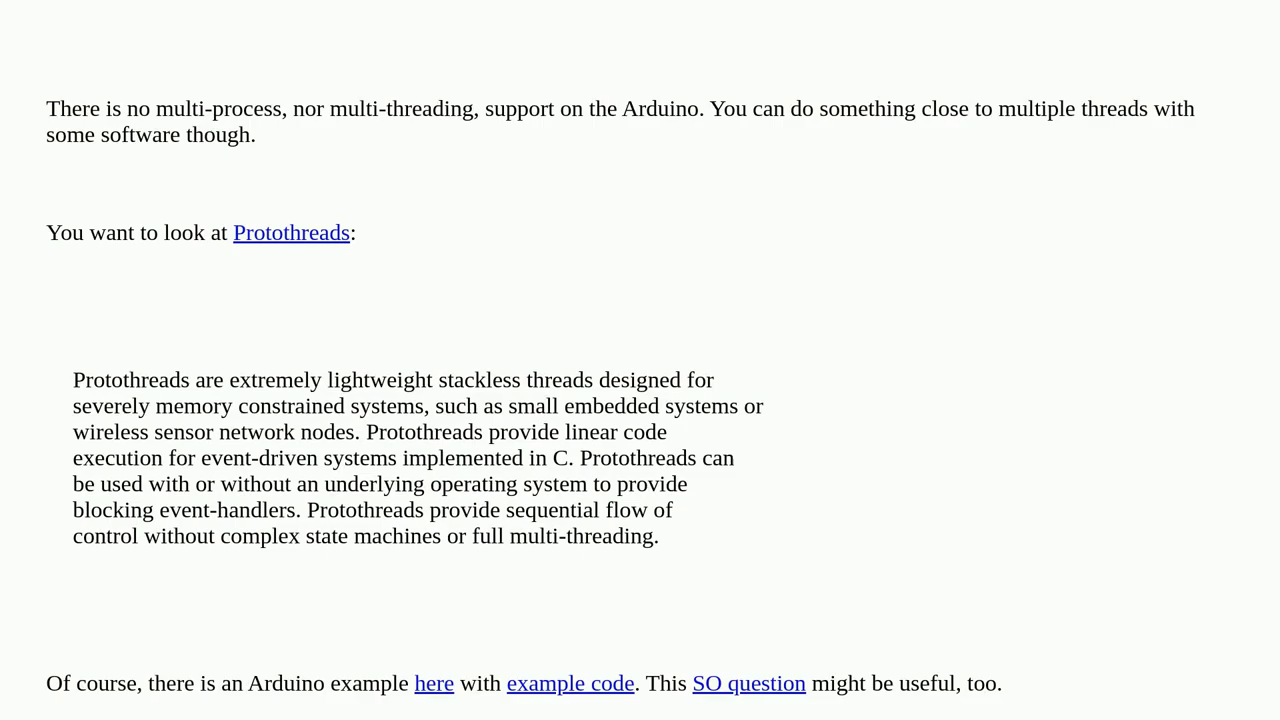 There is no multi-process, nor multi-threading, support on the Arduino. You can do something close to multiple threads with
some software though.
You want to look at Protothreads:
Protothreads are extremely lightweight stackless threads designed for
severely memory constrained systems, such as small embedded systems or
wireless sensor network nodes. Protothreads provide linear code
execution for event-driven systems implemented in C. Protothreads can
be used with or without an underlying operating system to provide
blocking event-handlers. Protothreads provide sequential flow of
control without complex state machines or full multi-threading.
Of course, there is an Arduino example here with example code. This SO question might be useful, too.